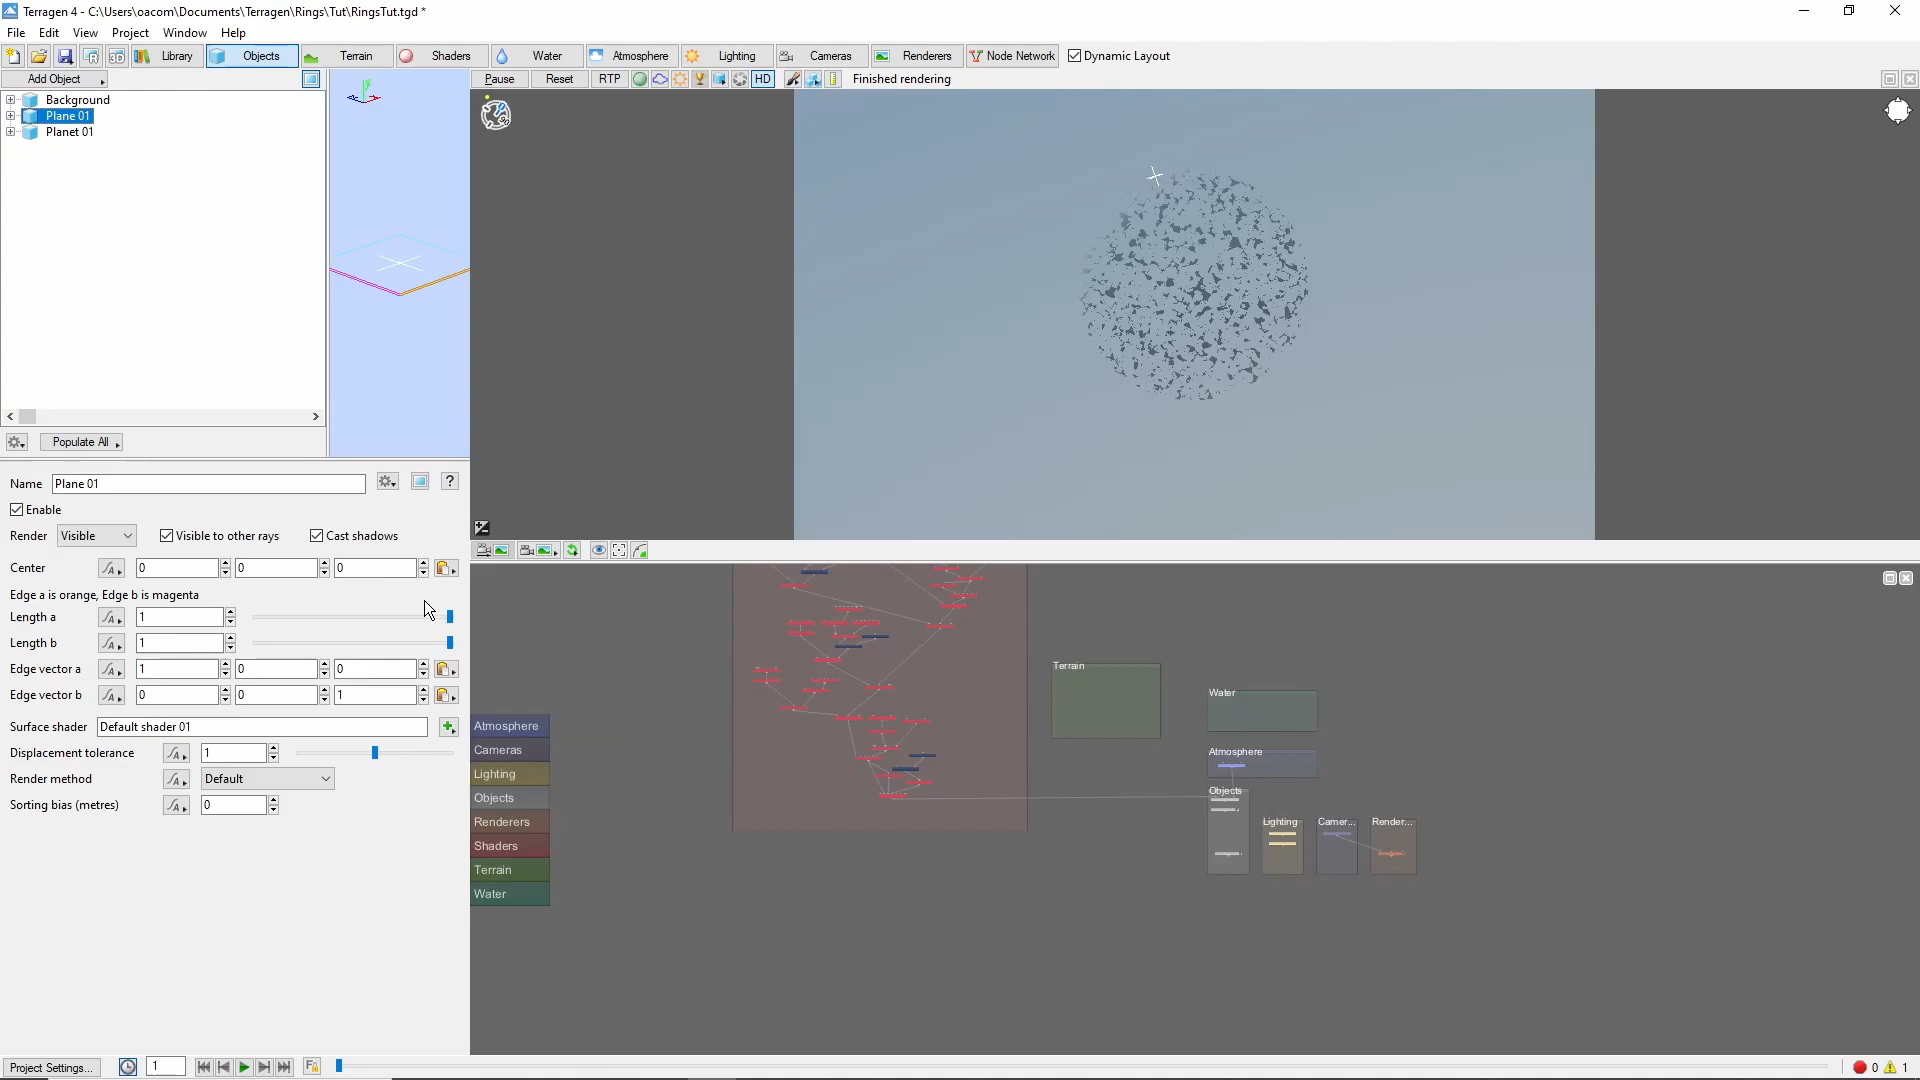 Terragen 4 - C:\Users\oacom\Documents\Terragen\Rings\Tut\RingsTut.tgd *
File Edit View Project Window Help
Library Objects Terrain Shaders Water Atmosphere Lighting Cameras Renderers Node Network Dynamic Layout
Add Object
Pause Reset RTP HD Finished rendering
Background
Plane 01
Planet 01
y
Populate All
Name Plane 01
Enable
Render Visible Visible to other rays Cast shadows
Center 0 0 0
Edge a is orange, Edge b is magenta
Length a 1
Length b 1
Edge vector a 1 0 0
Edge vector b 0 0 1
Surface shader Default shader 01
Displacement tolerance 1
Render method Default
Sorting bias (metres) 0
Atmosphere
Cameras
Lighting
Objects
Renderers
Shaders
Terrain
Water
Terrain
Water
Atmosphere
Objects
Lighting
Camer...
Render...
Project Settings... 1
0 1